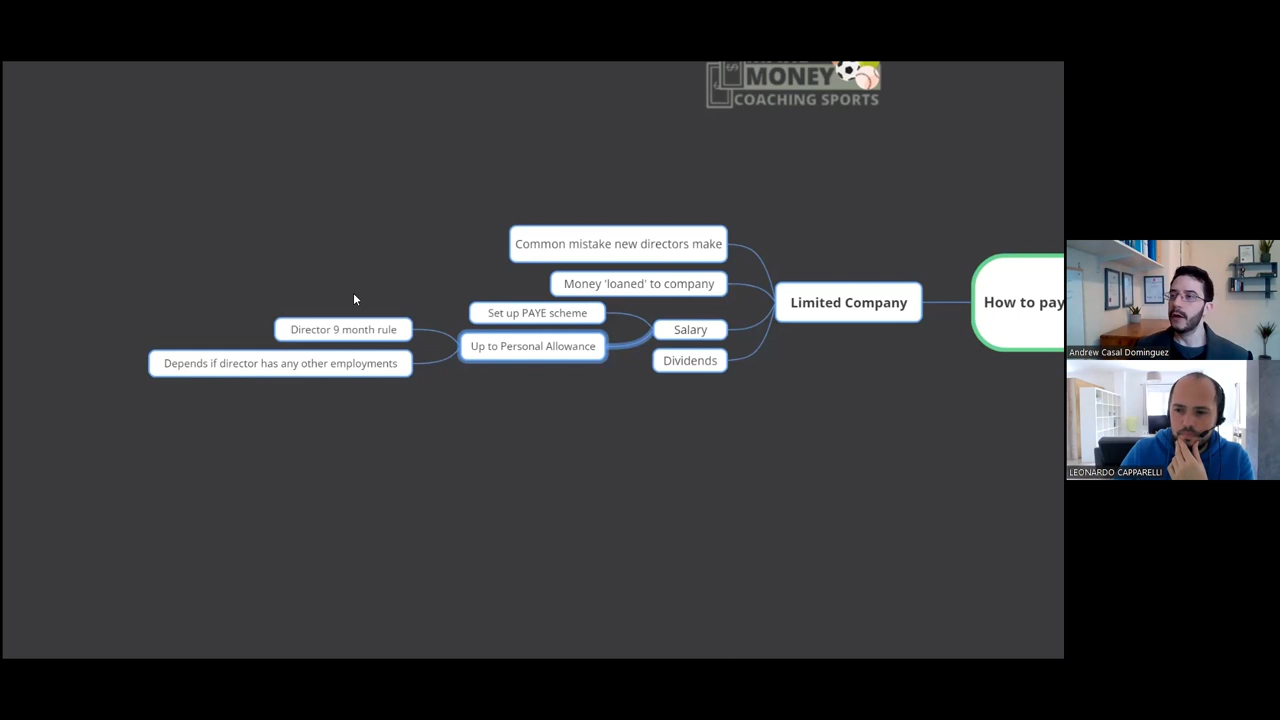 MONEY
COACHING SPORTS
Common mistake new directors make
Money 'loaned' to company
Set up PAYE scheme
Director 9 month rule
Salary
Up to Personal Allowance
Depends if director has any other employments
Dividends
Limited Company
How to pay
Andrew Casal Dominguez
LEONARDO CAPPARELLI